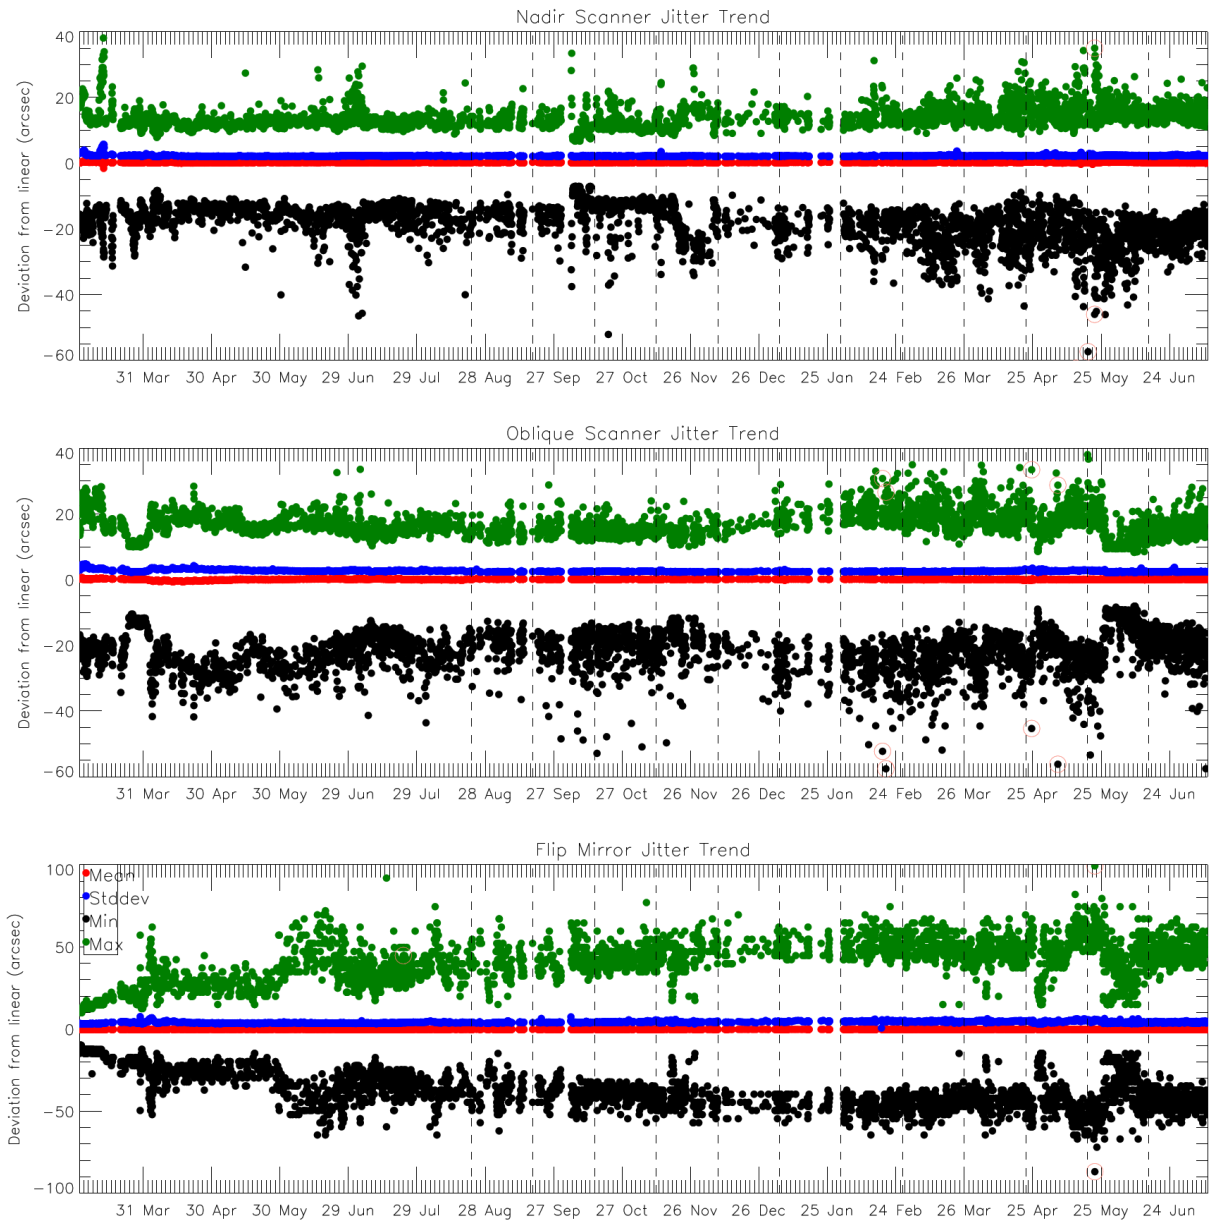 Nadir Scanner Jitter Trend
Deviation from linear (arcsec)
40
20
0
-20
-40
-60
31 Mar 30 Apr 30 May 29 Jun 29 Jul 28 Aug 27 Sep 27 Oct 26 Nov 26 Dec 25 Jan 24 Feb 26 Mar 25 Apr 25 May 24 Jun
Oblique Scanner Jitter Trend
Deviation from linear (arcsec)
40
20
0
-20
-40
-60
31 Mar 30 Apr 30 May 29 Jun 29 Jul 28 Aug 27 Sep 27 Oct 26 Nov 26 Dec 25 Jan 24 Feb 26 Mar 25 Apr 25 May 24 Jun
Flip Mirror Jitter Trend
Deviation from linear (arcsec)
100
50
0
-50
-100
Mean
Stddev
Min
Max
31 Mar 30 Apr 30 May 29 Jun 29 Jul 28 Aug 27 Sep 27 Oct 26 Nov 26 Dec 25 Jan 24 Feb 26 Mar 25 Apr 25 May 24 Jun